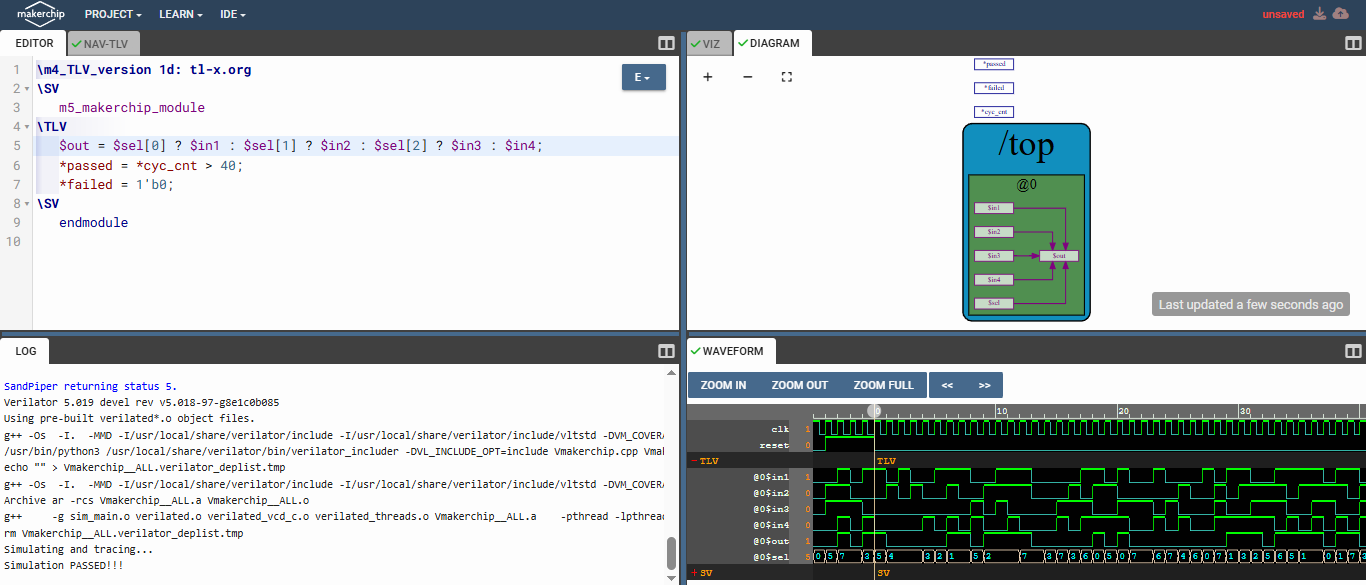 makerchip PROJECT LEARN IDE unsaved
EDITOR NAV-TLV
1 \m4_TLV_version 1d: tl-x.org
2 \SV
3 m5_makerchip_module
4 \TLV
5 $out = $sel[0] ? $in1 : $sel[1] ? $in2 : $sel[2] ? $in3 : $in4;
6 *passed = *cyc_cnt > 40;
7 *failed = 1'b0;
8 \SV
9 endmodule
10
E
VIZ DIAGRAM
*passed
*failed
*cyc_cnt
/top
@0
$in1
$in2
$in3
$out
$in4
$sel
Last updated a few seconds ago
LOG
SandPiper returning status 5.
Verilator 5.019 devel rev v5.018-97-g8e1c0b085
Using pre-built verilated*.o object files.
g++ -Os -I. -MMD -I/usr/local/share/verilator/include -I/usr/local/share/verilator/include/vltstd -DVM_COVERA
/usr/bin/python3 /usr/local/share/verilator/bin/verilator_includer -DVL_INCLUDE_OPT=include Vmakerchip.cpp Vmak
echo "" > Vmakerchip__ALL.verilator_deplist.tmp
g++ -Os -I. -MMD -I/usr/local/share/verilator/include -I/usr/local/share/verilator/include/vltstd -DVM_COVERA
Archive ar -rcs Vmakerchip__ALL.a Vmakerchip__ALL.o
g++ -g sim_main.o verilated.o verilated_vcd_c.o verilated_threads.o Vmakerchip__ALL.a -pthread -lpthread
rm Vmakerchip__ALL.verilator_deplist.tmp
Simulating and tracing...
Simulation PASSED!!!
WAVEFORM
ZOOM IN ZOOM OUT ZOOM FULL << >>
0 10 20 30
clk 1
reset 0
TLV TLV
@0$in1 1
@0$in2 0
@0$in3 0
@0$in4 0
@0$out 1
@0$sel 5 0 5 7 3 5 4 3 2 1 5 2 7 3 7 3 6 0 5 0 7 6 7 4 6 0 7 1 3 2 5 6 5 1 0 1 7
SV SV